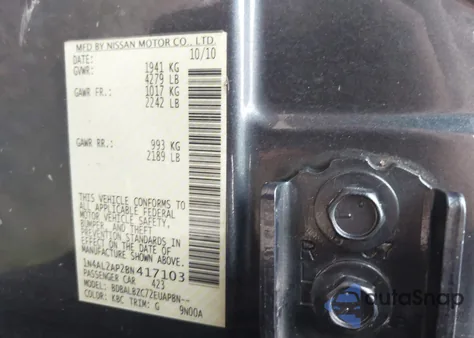 MFD BY NISSAN MOTOR CO., LTD.
DATE: 10/10
GVWR: 1941 KG
4279 LB
GAWR FR.: 1017 KG
2242 LB
GAWR RR.: 993 KG
2189 LB
THIS VEHICLE CONFORMS TO
ALL APPLICABLE FEDERAL
MOTOR VEHICLE SAFETY,
BUMPER, AND THEFT
PREVENTION STANDARDS IN
EFFECT ON THE DATE OF
MANUFACTURE SHOWN ABOVE.
1N4AL2AP2BN417103
PASSENGER CAR 423
MODEL: BDBALBZC72EUAPBN--
COLOR: KBC TRIM: G 9N00A
autoSnap